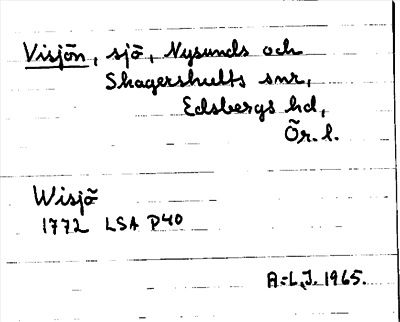 Visjön, sjö, Nysunds och
Skagershults snr,
Edsbergs hd,
Ör. l.
Wisjö
1772 LSA P40
A:-L.J. 1965.